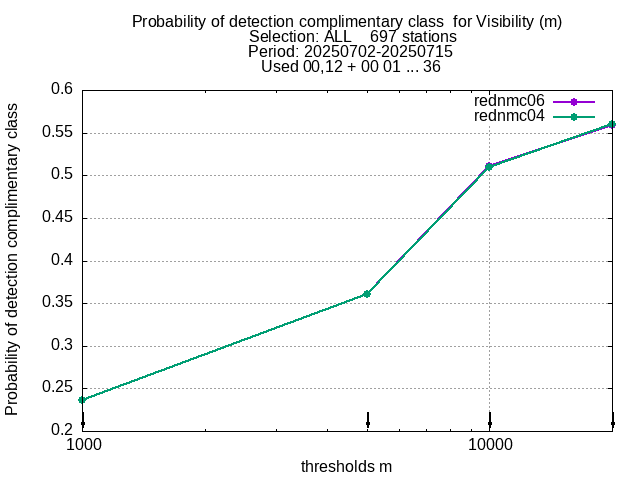 Probability of detection complimentary class  for Visibility (m)
Selection: ALL    697 stations
Period: 20250702-20250715
Used 00,12 + 00 01 ... 36
rednmc06
rednmc04
0.6
0.55
0.5
0.45
0.4
0.35
0.3
0.25
0.2
Probability of detection complimentary class
1000
10000
thresholds m